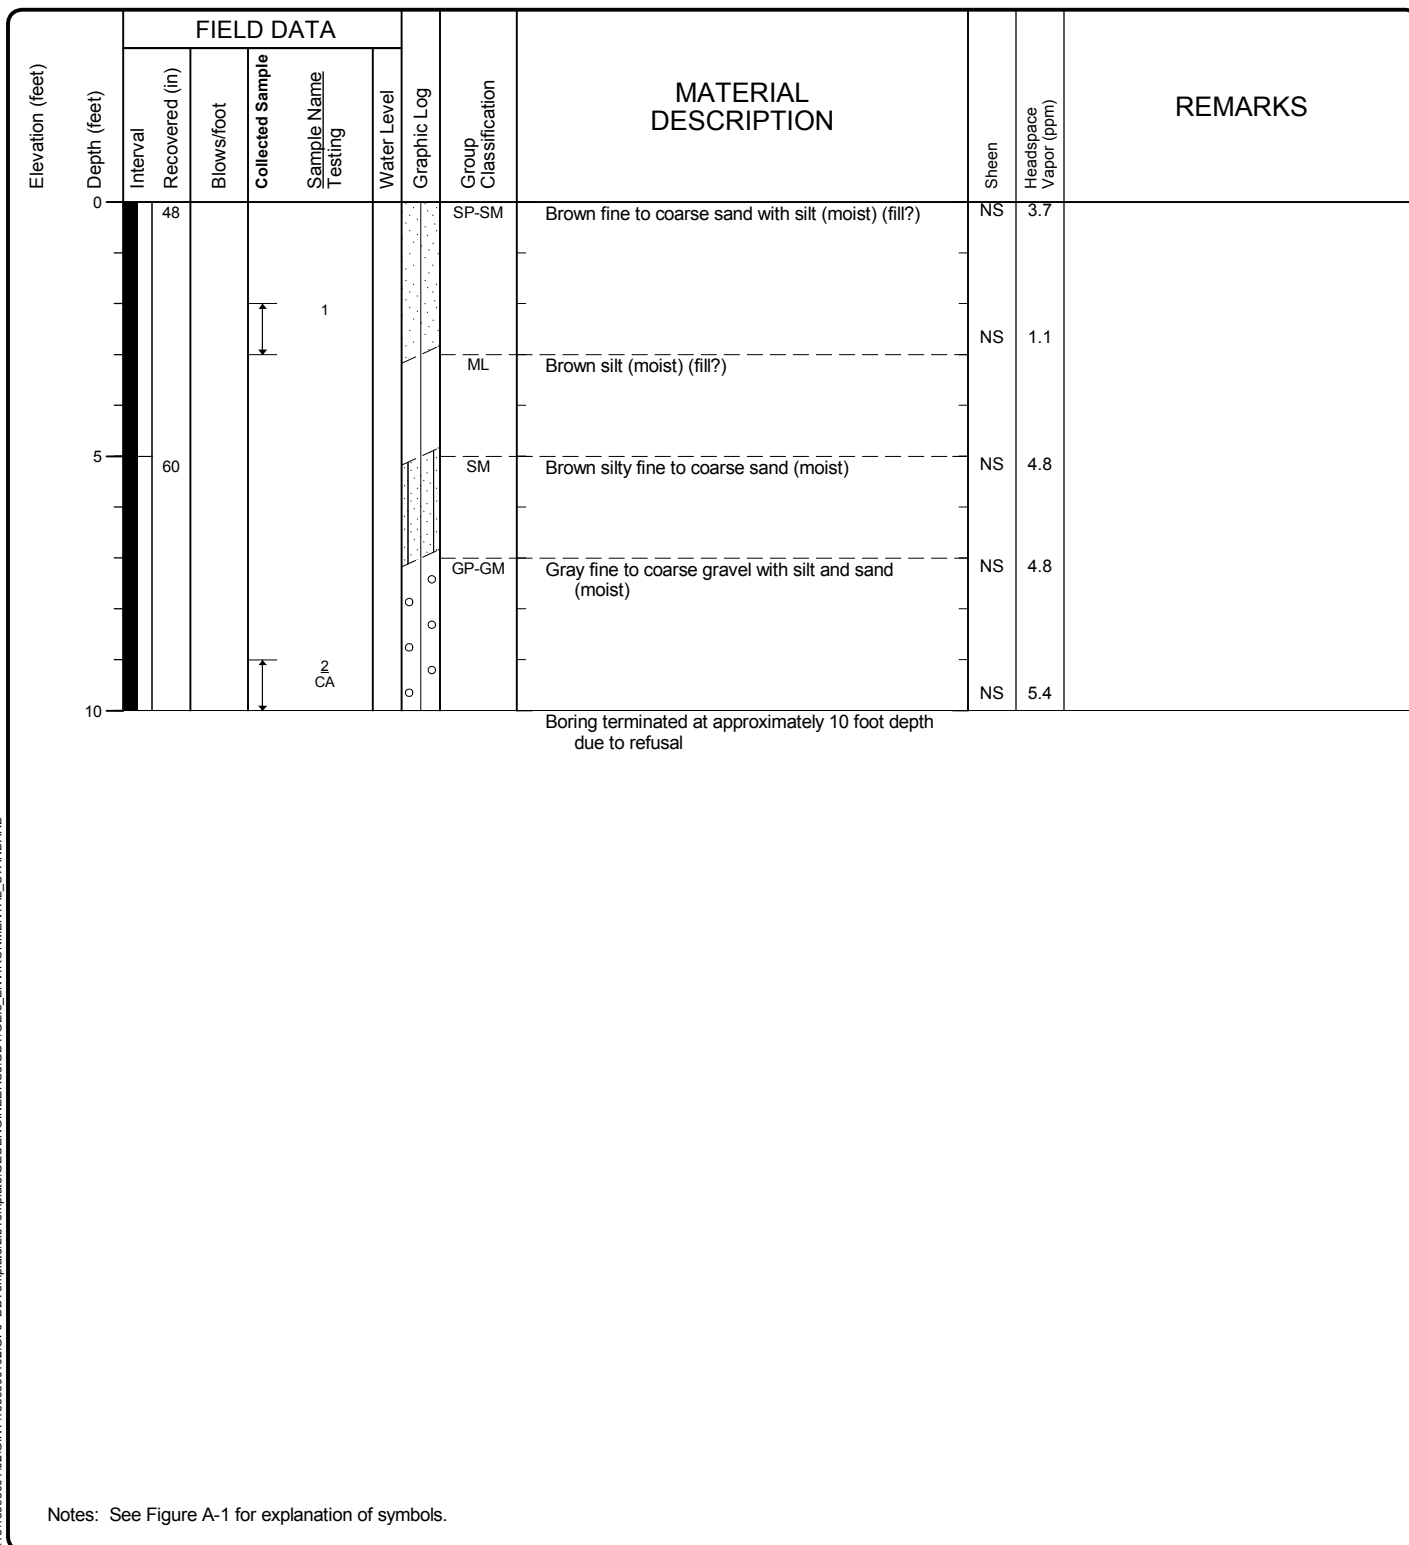 FIELD DATA
Elevation (feet)
Depth (feet)
Interval
Recovered (in)
Blows/foot
Collected Sample
Sample Name
Testing
Water Level
Graphic Log
Group
Classification
MATERIAL
DESCRIPTION
Sheen
Headspace
Vapor (ppm)
REMARKS
0
48
SP-SM
Brown fine to coarse sand with silt (moist) (fill?)
NS
3.7
1
NS
1.1
ML
Brown silt (moist) (fill?)
5
60
SM
Brown silty fine to coarse sand (moist)
NS
4.8
GP-GM
Gray fine to coarse gravel with silt and sand
(moist)
NS
4.8
2
CA
NS
5.4
10
Boring terminated at approximately 10 foot depth
due to refusal
Notes: See Figure A-1 for explanation of symbols.